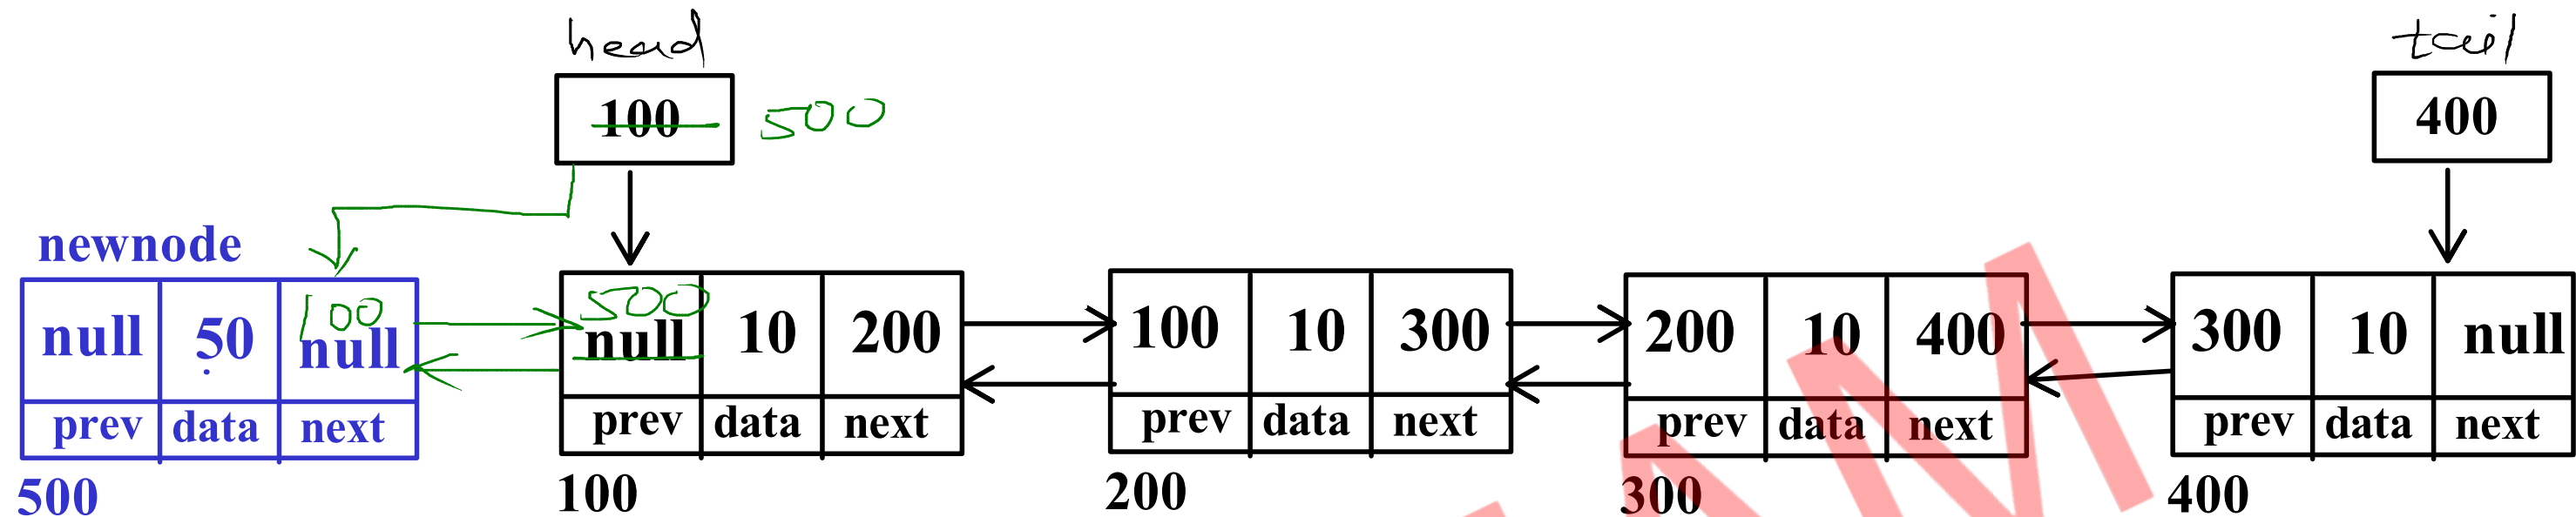 head tail
100 500 400
newnode
null 50 100 null 500 null 10 200 100 10 300 200 10 400 300 10 null
prev data next prev data next prev data next prev data next prev data next
500 100 200 300 400